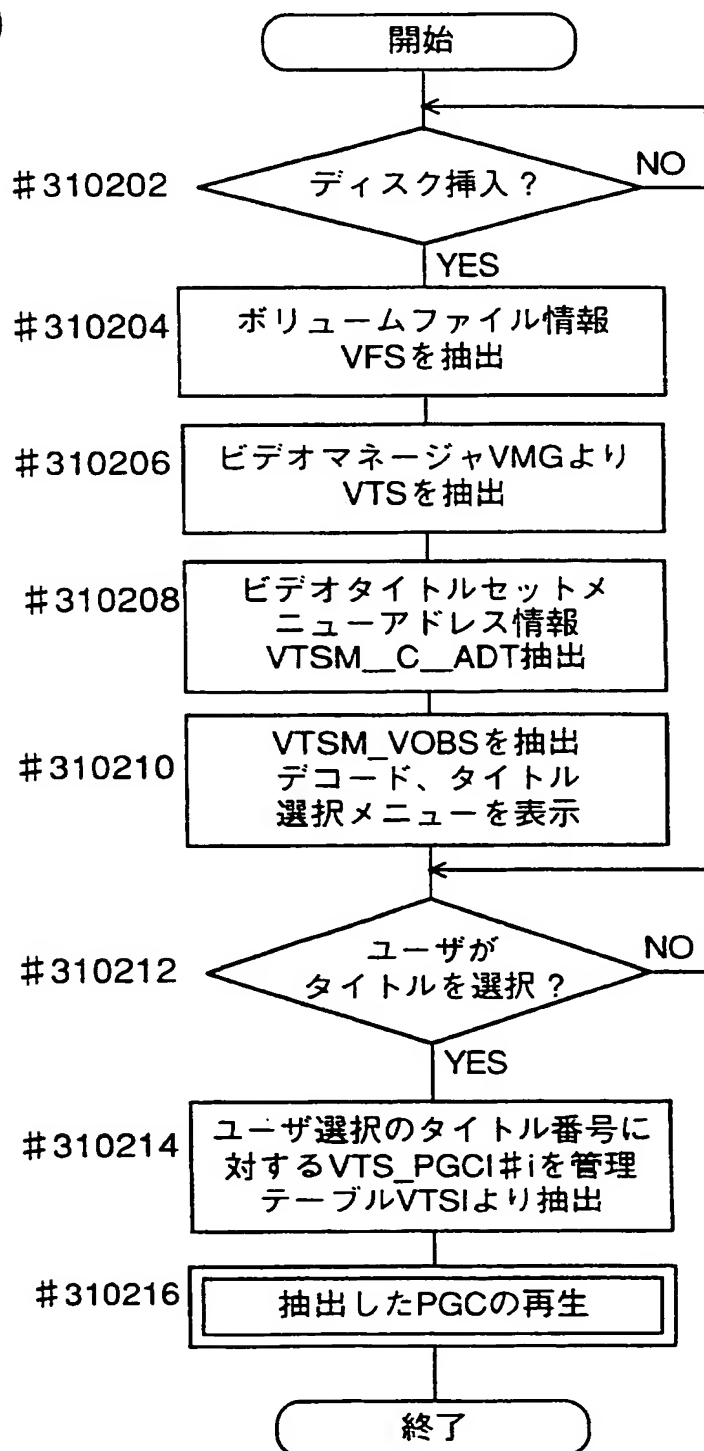 開始
#310202
ディスク挿入？
NO
YES
#310204
ボリュームファイル情報
VFSを抽出
#310206
ビデオマネージャVMGより
VTSを抽出
#310208
ビデオタイトルセットメ
ニューアドレス情報
VTSM__C__ADT抽出
#310210
VTSM_VOBSを抽出
デコード、タイトル
選択メニューを表示
#310212
ユーザが
タイトルを選択？
NO
YES
#310214
ユーザ選択のタイトル番号に
対するVTS_PGCI#iを管理
テーブルVTSIより抽出
#310216
抽出したPGCの再生
終了